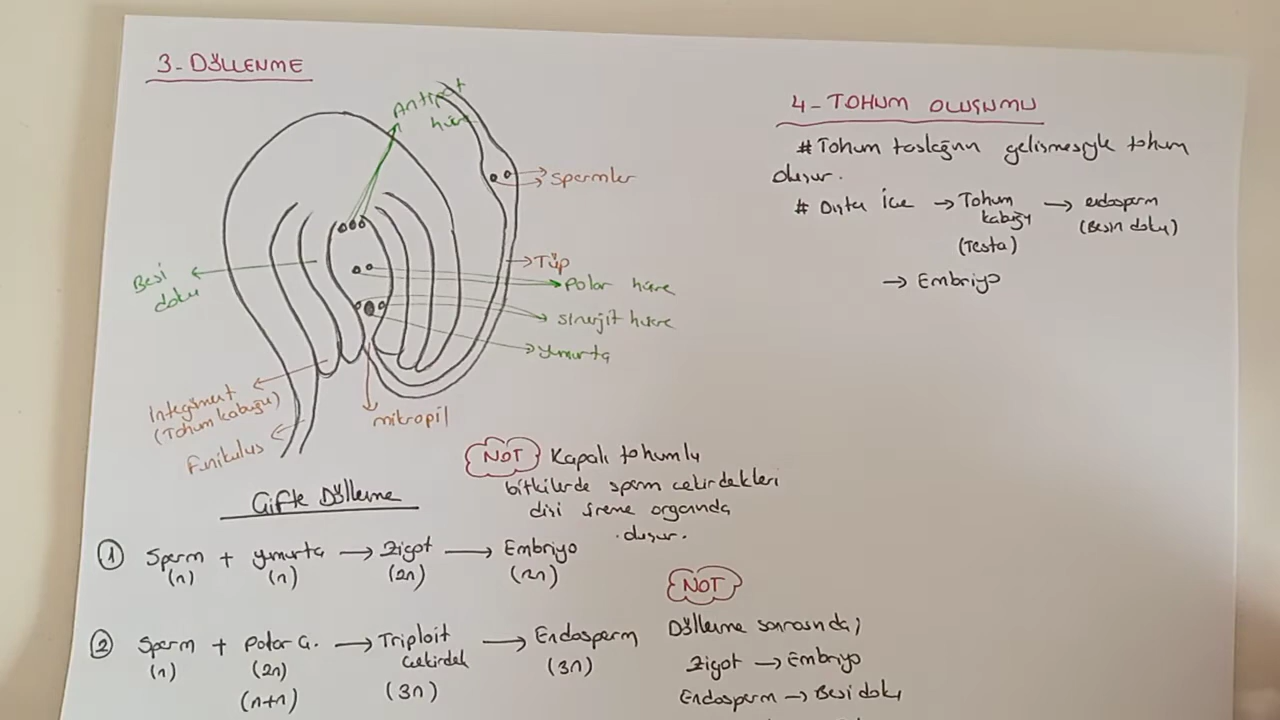 3- DÖLLENME
Antipot
hücre
Spermler
Tüp
Polar hücre
sinerjit hücre
yumurta
Besi
doku
İntegüment
(Tohum kabuğu)
Funikulus
mikropil
Çifte Dölleme
① Sperm + yumurta → Zigot → Embriyo
(n) (n) (2n) (2n)
② Sperm + Polar Ç. → Triploit → Endosperm
çekirdek
(n) (2n) (3n) (3n)
(n+n)
NOT Kapalı tohumlu
bitkilerde sperm çekirdekleri
dişi üreme organında
oluşur.
NOT
Döllenme sonrasında;
Zigot → Embriyo
Endosperm → Besi doku
4- TOHUM OLUŞUMU
# Tohum taslağının gelişmesiyle tohum
oluşur.
# Dıştan İçe → Tohum → endosperm
kabuğu (Besin doku)
(Testa)
→ Embriyo